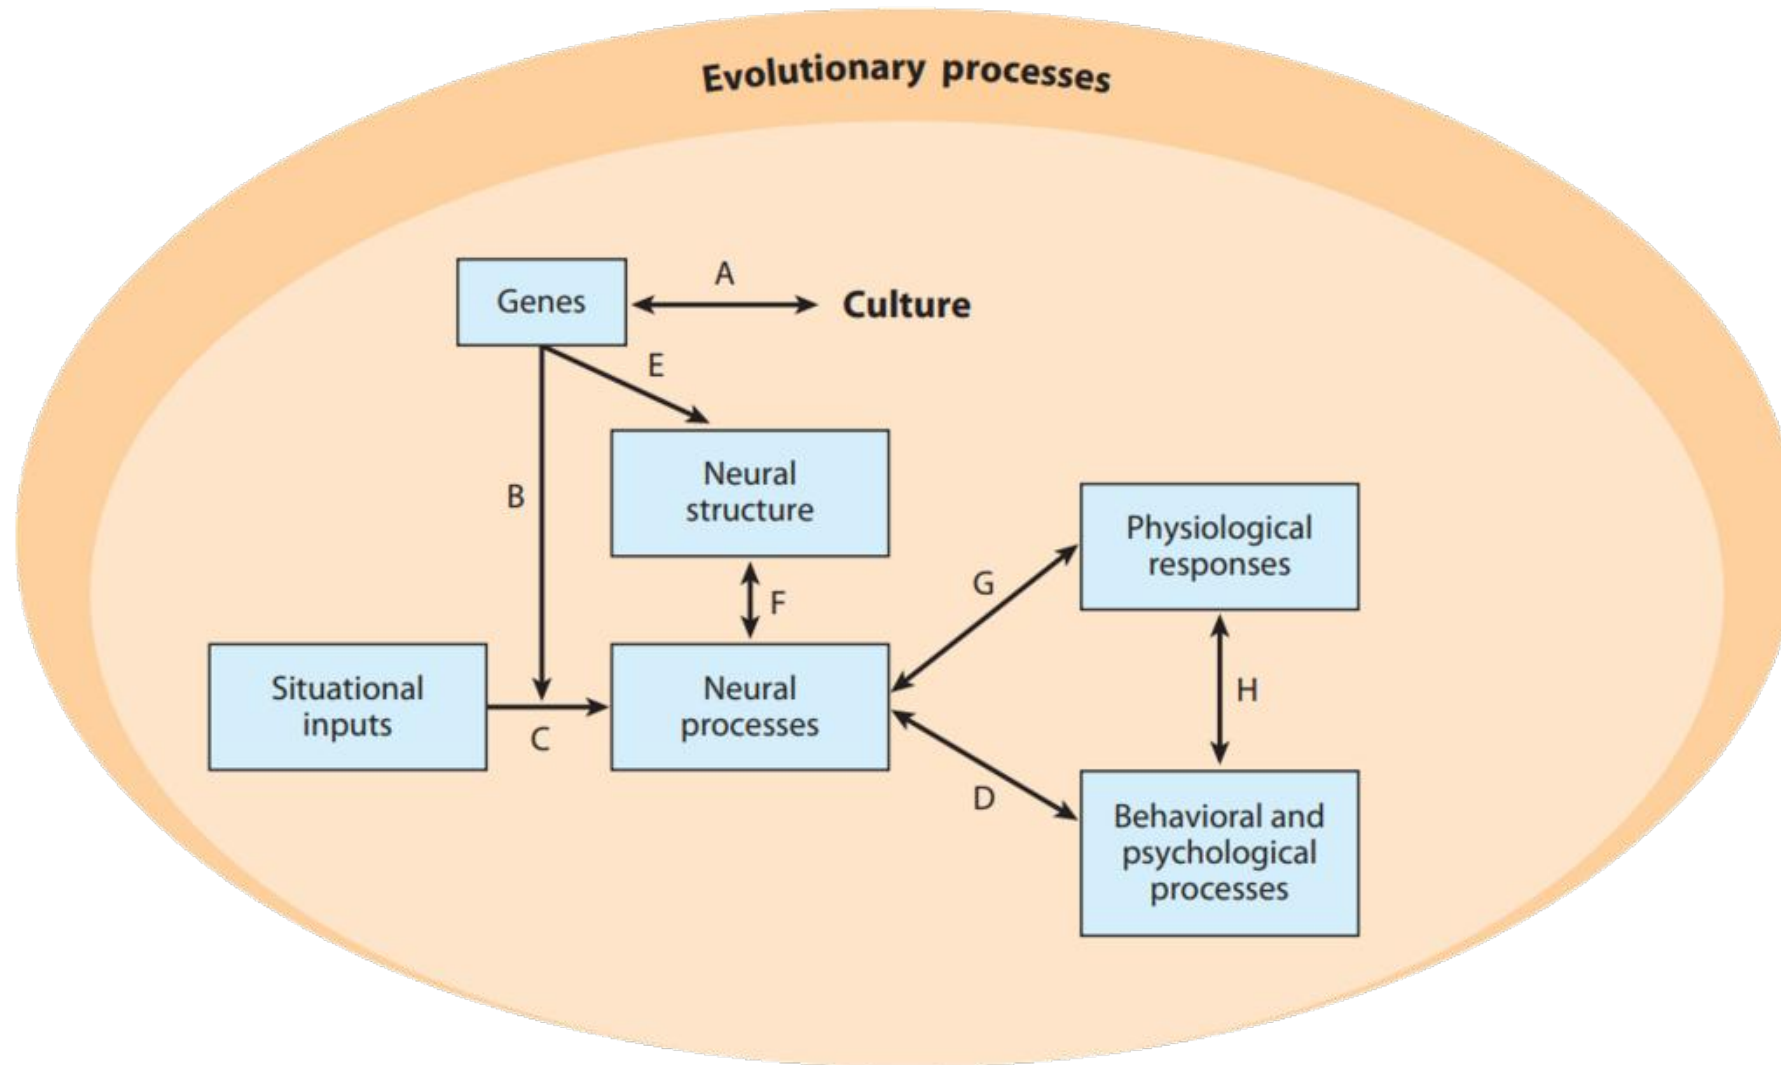 Evolutionary processes
Genes
A
Culture
E
Neural
structure
B
Physiological
responses
G
F
Situational
inputs
C
Neural
processes
H
D
Behavioral and
psychological
processes